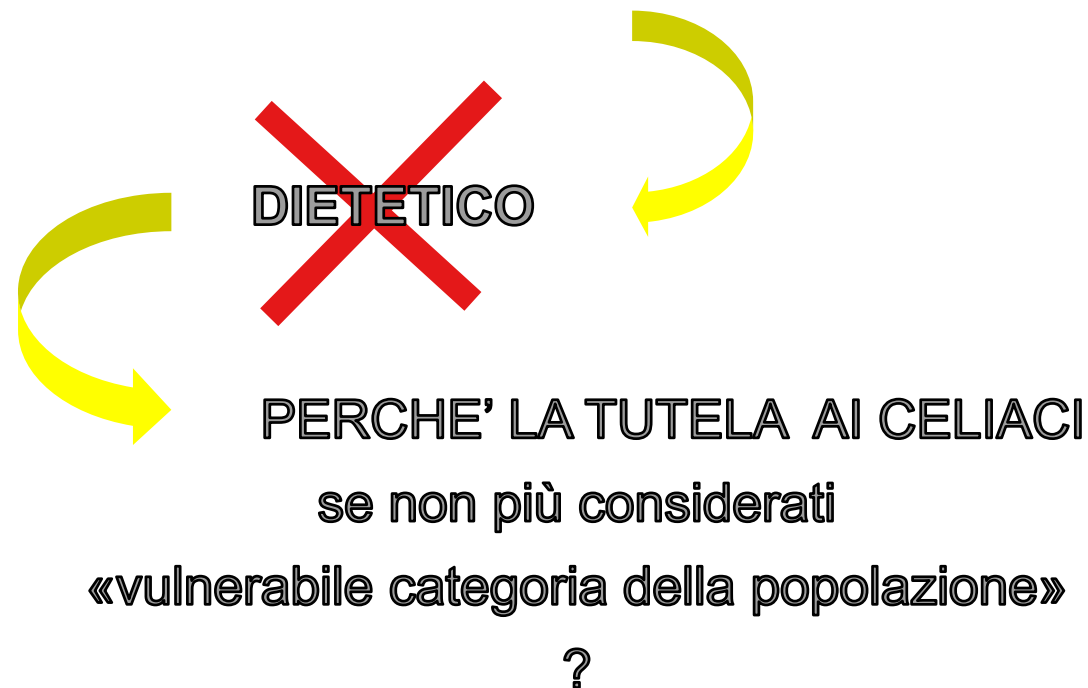 DIETETICO
PERCHE’ LA TUTELA AI CELIACI
se non più considerati
«vulnerabile categoria della popolazione»
?